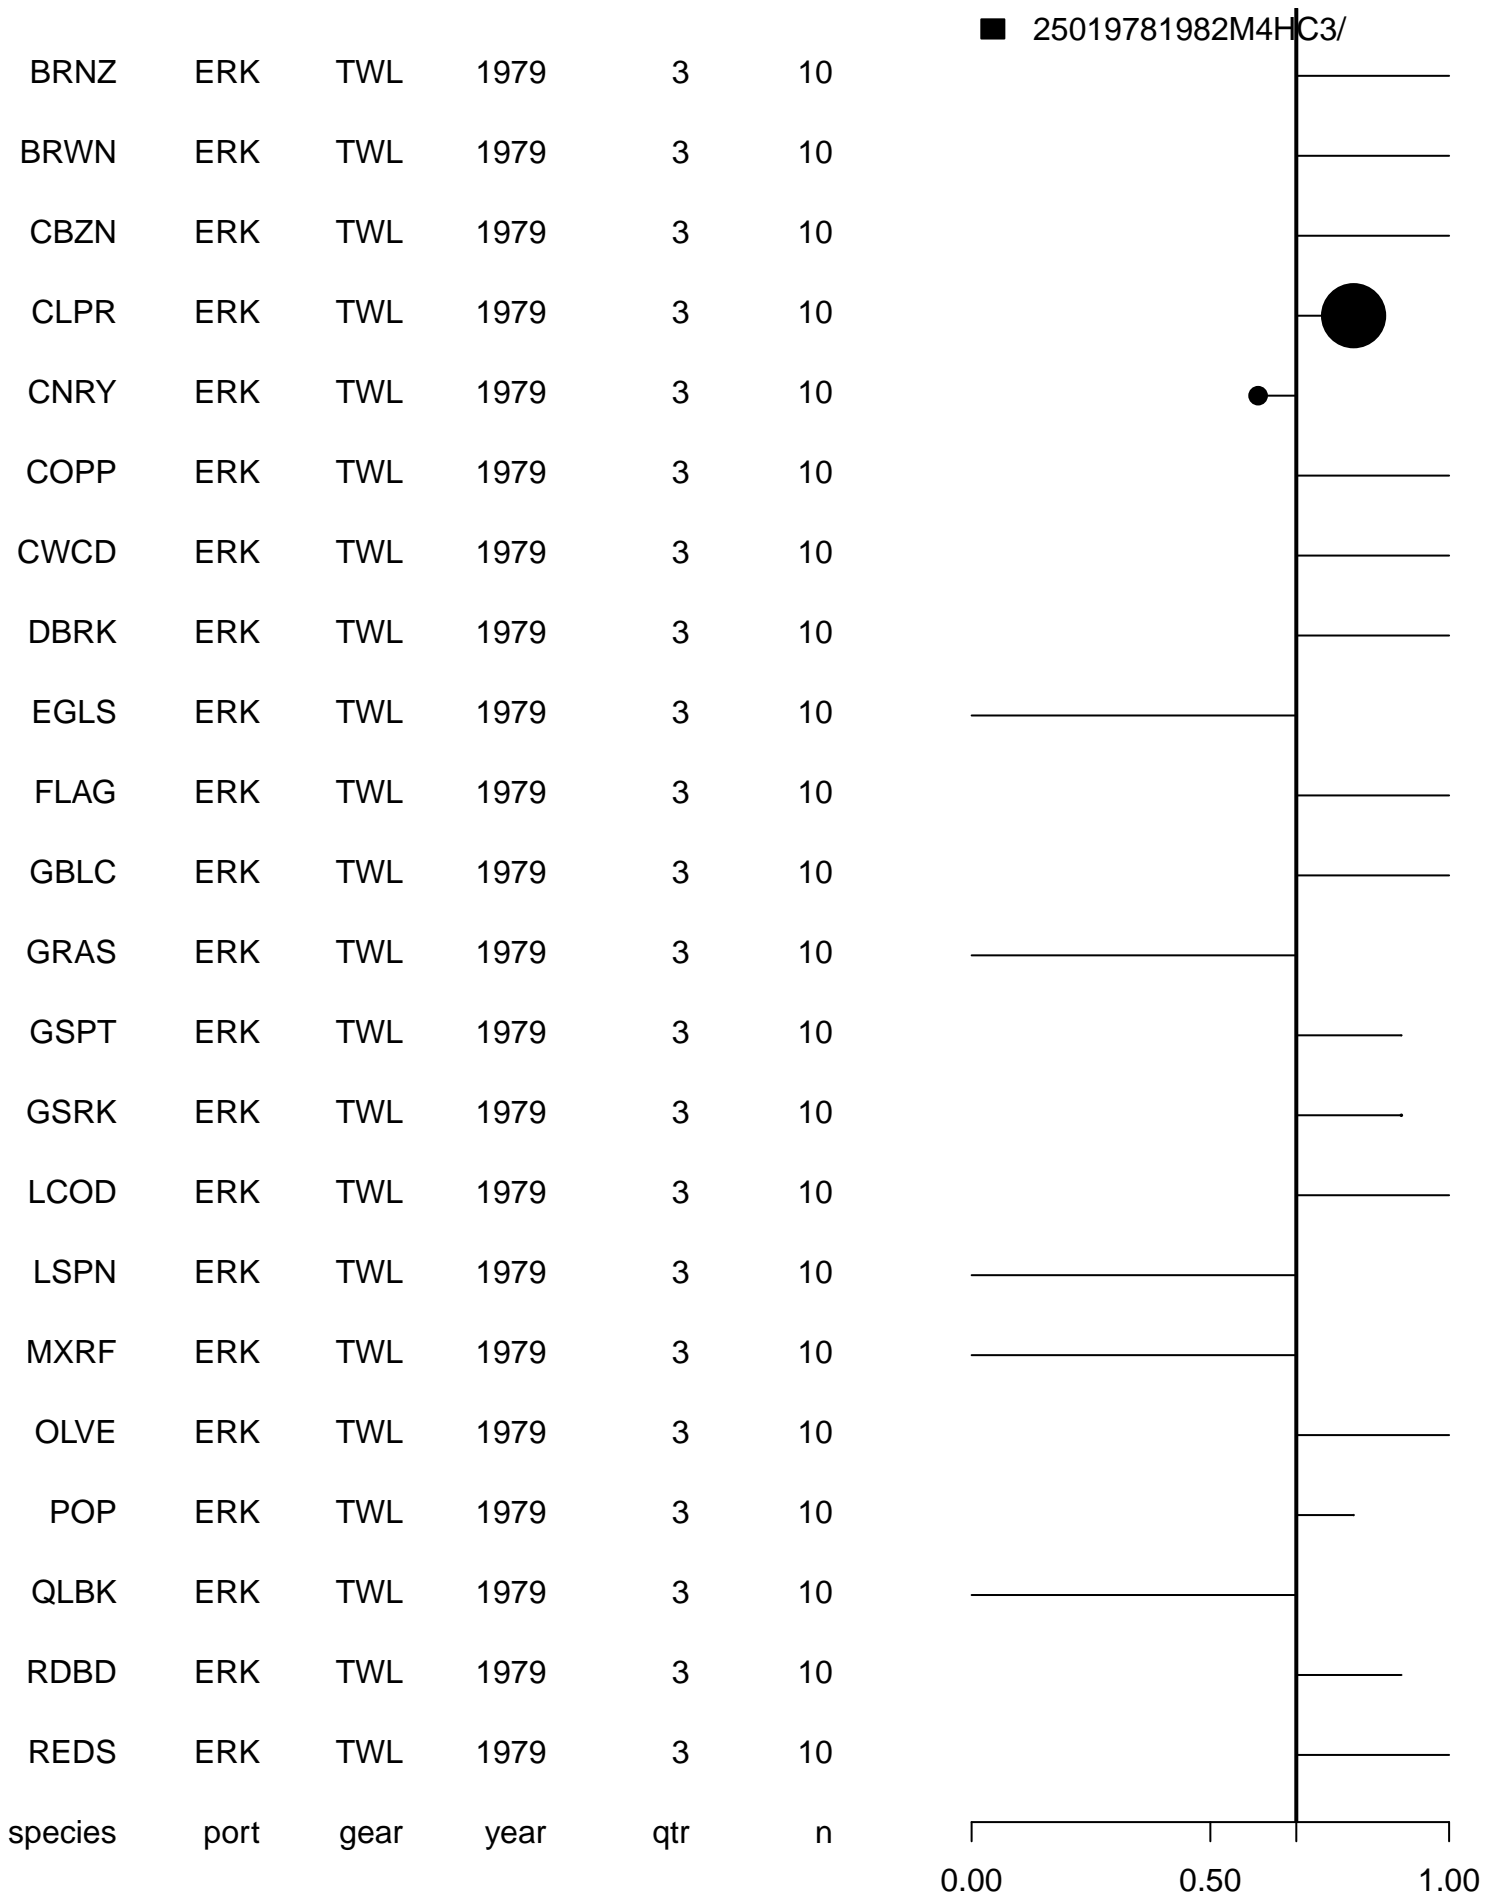 25019781982M4HC3/
BRNZ ERK TWL 1979 3 10
BRWN ERK TWL 1979 3 10
CBZN ERK TWL 1979 3 10
CLPR ERK TWL 1979 3 10
CNRY ERK TWL 1979 3 10
COPP ERK TWL 1979 3 10
CWCD ERK TWL 1979 3 10
DBRK ERK TWL 1979 3 10
EGLS ERK TWL 1979 3 10
FLAG ERK TWL 1979 3 10
GBLC ERK TWL 1979 3 10
GRAS ERK TWL 1979 3 10
GSPT ERK TWL 1979 3 10
GSRK ERK TWL 1979 3 10
LCOD ERK TWL 1979 3 10
LSPN ERK TWL 1979 3 10
MXRF ERK TWL 1979 3 10
OLVE ERK TWL 1979 3 10
POP ERK TWL 1979 3 10
QLBK ERK TWL 1979 3 10
RDBD ERK TWL 1979 3 10
REDS ERK TWL 1979 3 10
species port gear year qtr n
0.00 0.50 1.00